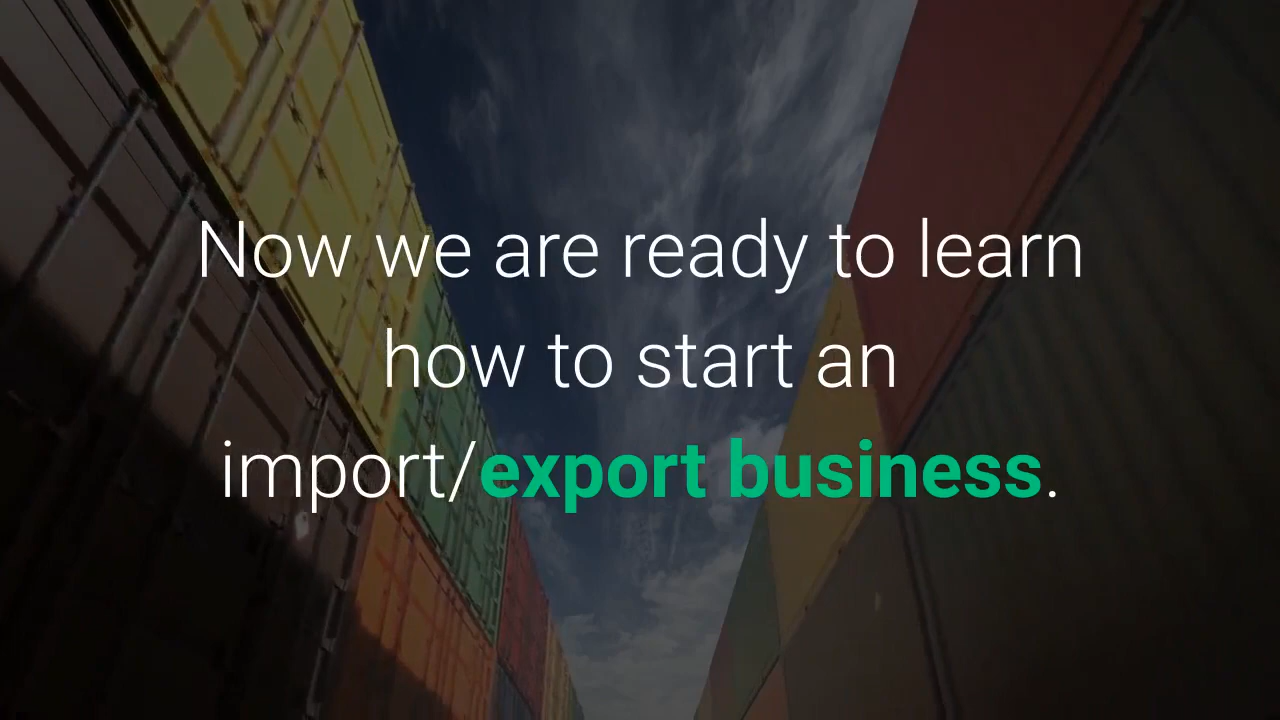 Now we are ready to learn
how to start an
import/export business.